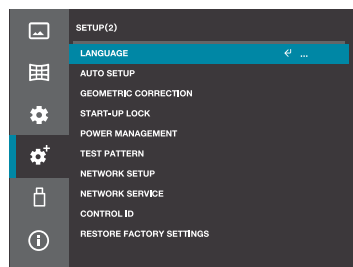 SETUP(2)
LANGUAGE ...
AUTO SETUP
GEOMETRIC CORRECTION
START-UP LOCK
POWER MANAGEMENT
TEST PATTERN
NETWORK SETUP
NETWORK SERVICE
CONTROL ID
RESTORE FACTORY SETTINGS